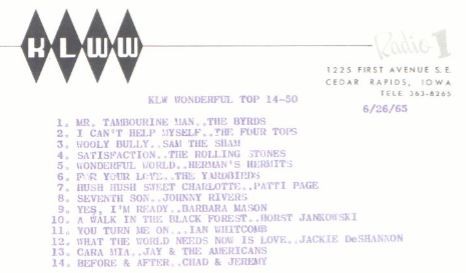 KLWW
Radio 1
1225 FIRST AVENUE S.E.
CEDAR RAPIDS, IOWA
TELE 363-8265
KLW WONDERFUL TOP 14-50
6/26/65
1. MR. TAMBOURINE MAN..THE BYRDS
2. I CAN'T HELP MYSELF..THE FOUR TOPS
3. WOOLY BULLY..SAM THE SHAM
4. SATISFACTION..THE ROLLING STONES
5. WONDERFUL WORLD..HERMAN'S HERMITS
6. FOR YOUR LOVE..THE YARDBIRDS
7. HUSH HUSH SWEET CHARLOTTE..PATTI PAGE
8. SEVENTH SON..JOHNNY RIVERS
9. YES, I'M READY..BARBARA MASON
10. A WALK IN THE BLACK FOREST..HORST JANKOWSKI
11. YOU TURN ME ON...IAN WHITCOMB
12. WHAT THE WORLD NEEDS NOW IS LOVE..JACKIE DeSHANNON
13. CARA MIA..JAY & THE AMERICANS
14. BEFORE & AFTER..CHAD & JEREMY